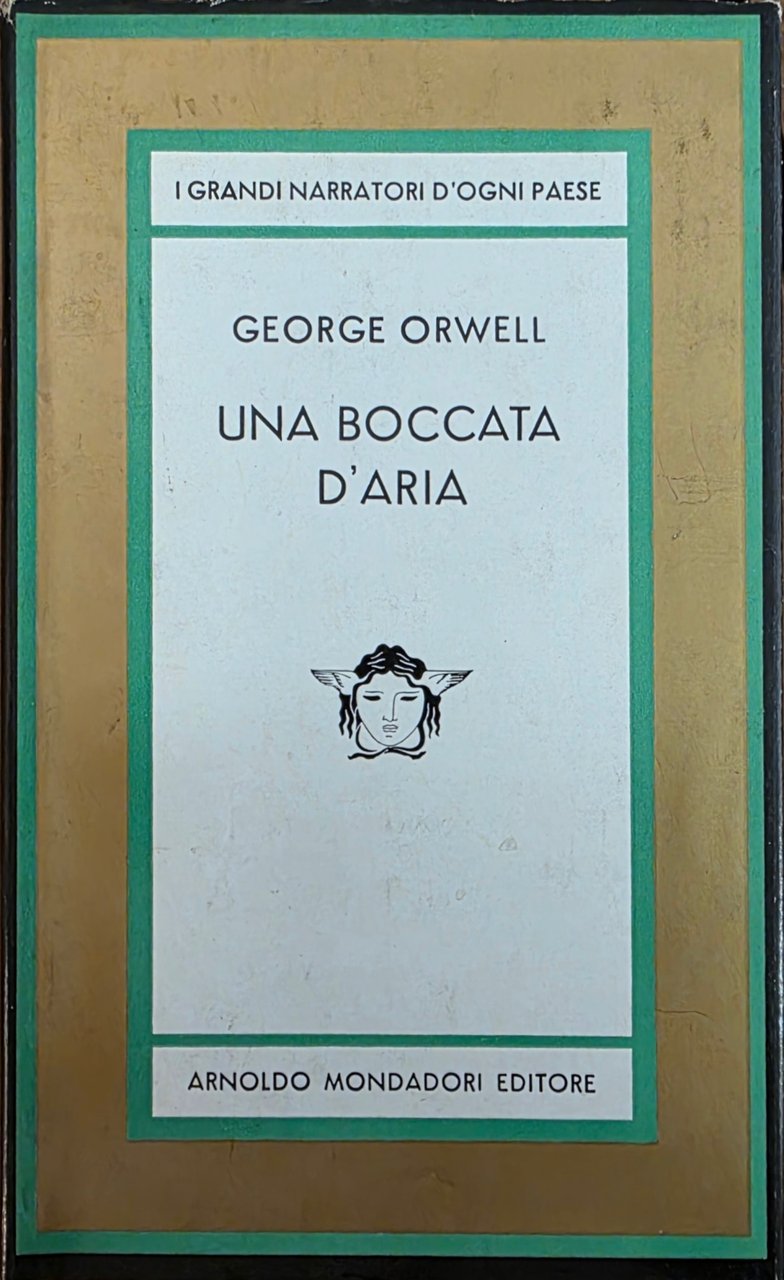 I GRANDI NARRATORI D'OGNI PAESE
GEORGE ORWELL
UNA BOCCATA
D'ARIA
ARNOLDO MONDADORI EDITORE